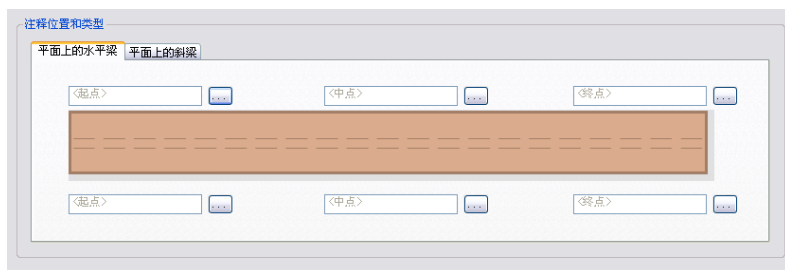 注释位置和类型
平面上的水平梁 平面上的斜梁
<起点> ... <中点> ... <终点> ...
<起点> ... <中点> ... <终点> ...